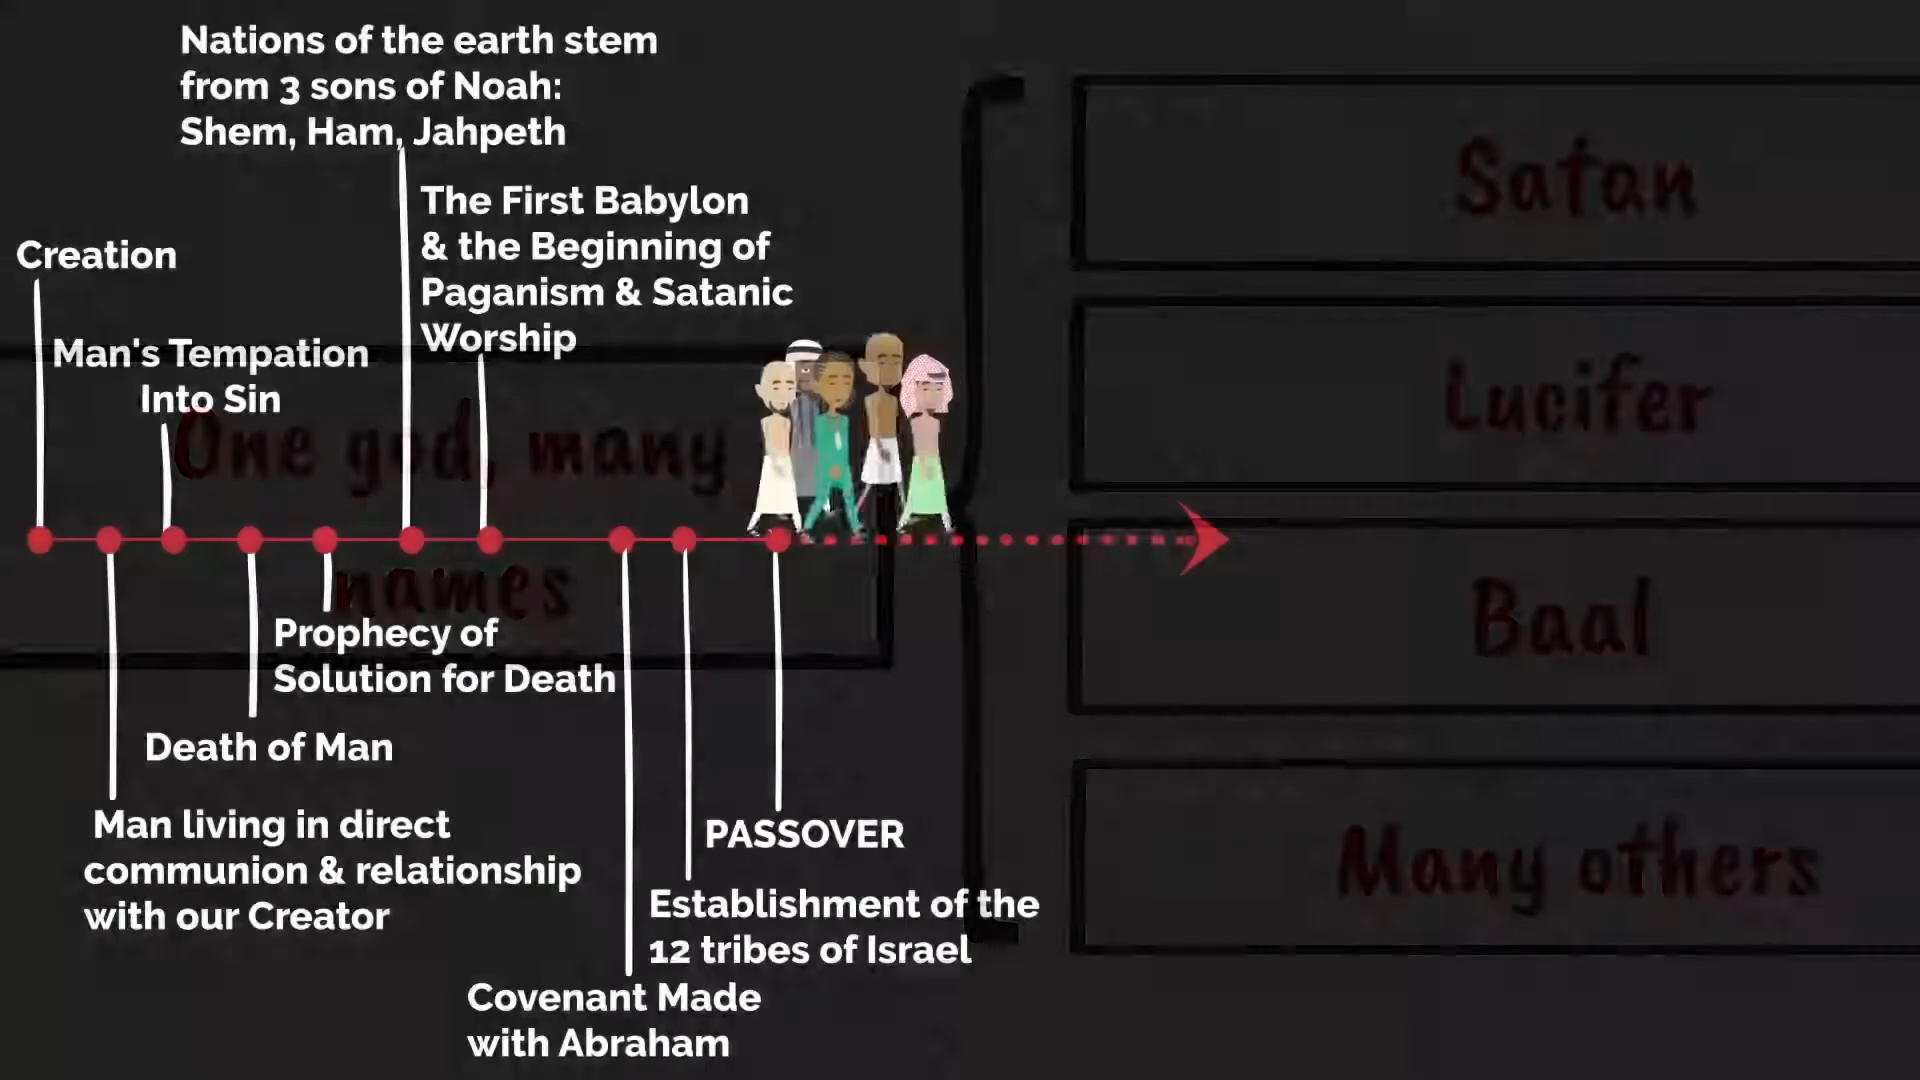 Nations of the earth stem
from 3 sons of Noah:
Shem, Ham, Jahpeth
The First Babylon
& the Beginning of
Paganism & Satanic
Worship
Creation
Man's Tempation
Into Sin
One god, many
names
Prophecy of
Solution for Death
Death of Man
Man living in direct
communion & relationship
with our Creator
PASSOVER
Establishment of the
12 tribes of Israel
Covenant Made
with Abraham
Satan
Lucifer
Baal
Many others